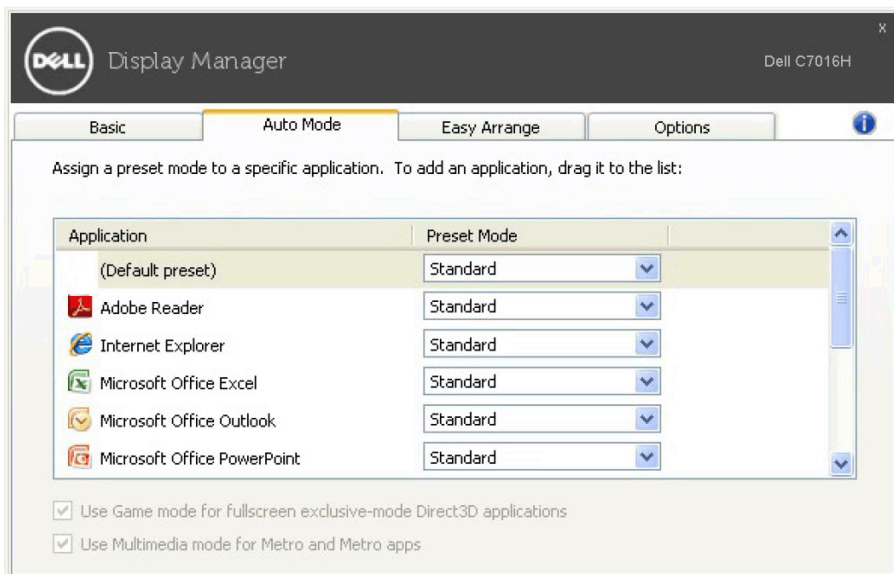 x
DELL Display Manager Dell C7016H
Basic Auto Mode Easy Arrange Options i
Assign a preset mode to a specific application. To add an application, drag it to the list:
Application Preset Mode
(Default preset) Standard
Adobe Reader Standard
Internet Explorer Standard
Microsoft Office Excel Standard
Microsoft Office Outlook Standard
Microsoft Office PowerPoint Standard
Use Game mode for fullscreen exclusive-mode Direct3D applications
Use Multimedia mode for Metro and Metro apps